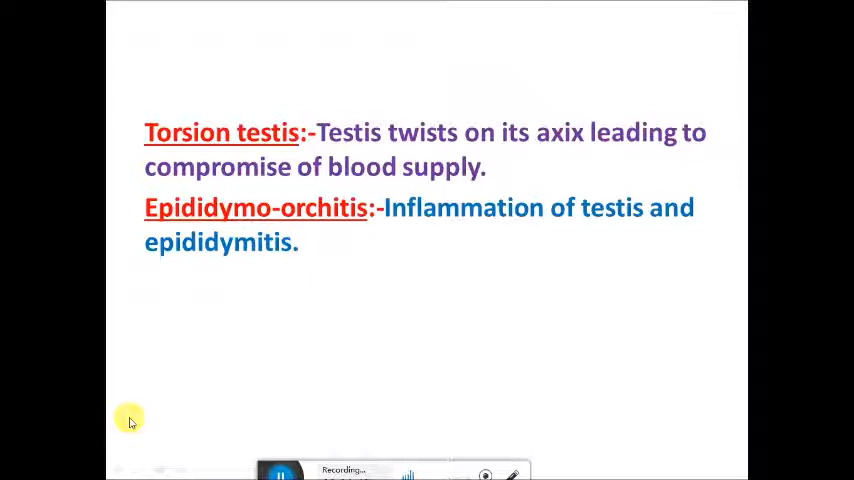 Torsion testis:-Testis twists on its axix leading to
compromise of blood supply.
Epididymo-orchitis:-Inflammation of testis and
epididymitis.
Recording...